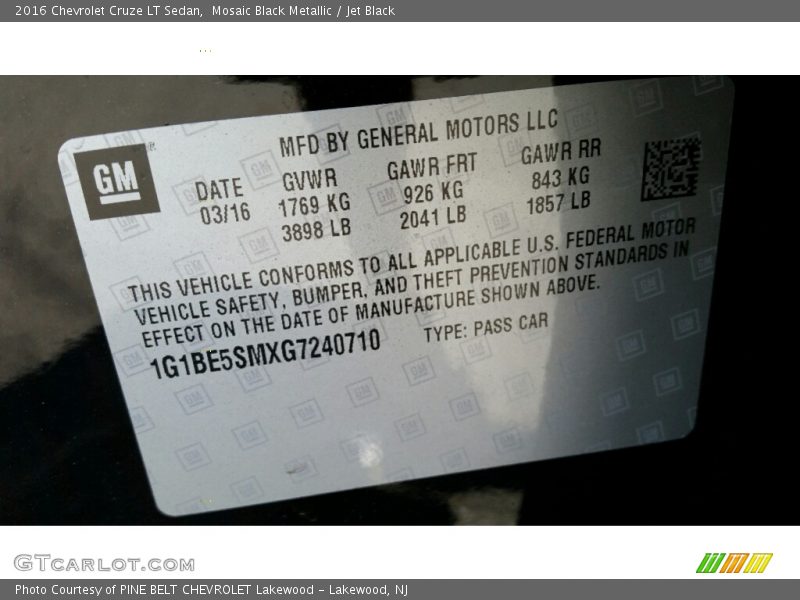 2016 Chevrolet Cruze LT Sedan,  Mosaic Black Metallic / Jet Black
GM
MFD BY GENERAL MOTORS LLC
DATE GVWR GAWR FRT GAWR RR
03/16 1769 KG 926 KG 843 KG
3898 LB 2041 LB 1857 LB
THIS VEHICLE CONFORMS TO ALL APPLICABLE U.S. FEDERAL MOTOR
VEHICLE SAFETY, BUMPER, AND THEFT PREVENTION STANDARDS IN
EFFECT ON THE DATE OF MANUFACTURE SHOWN ABOVE.
1G1BE5SMXG7240710 TYPE: PASS CAR
GTCARLOT.COM
Photo Courtesy of PINE BELT CHEVROLET Lakewood - Lakewood, NJ